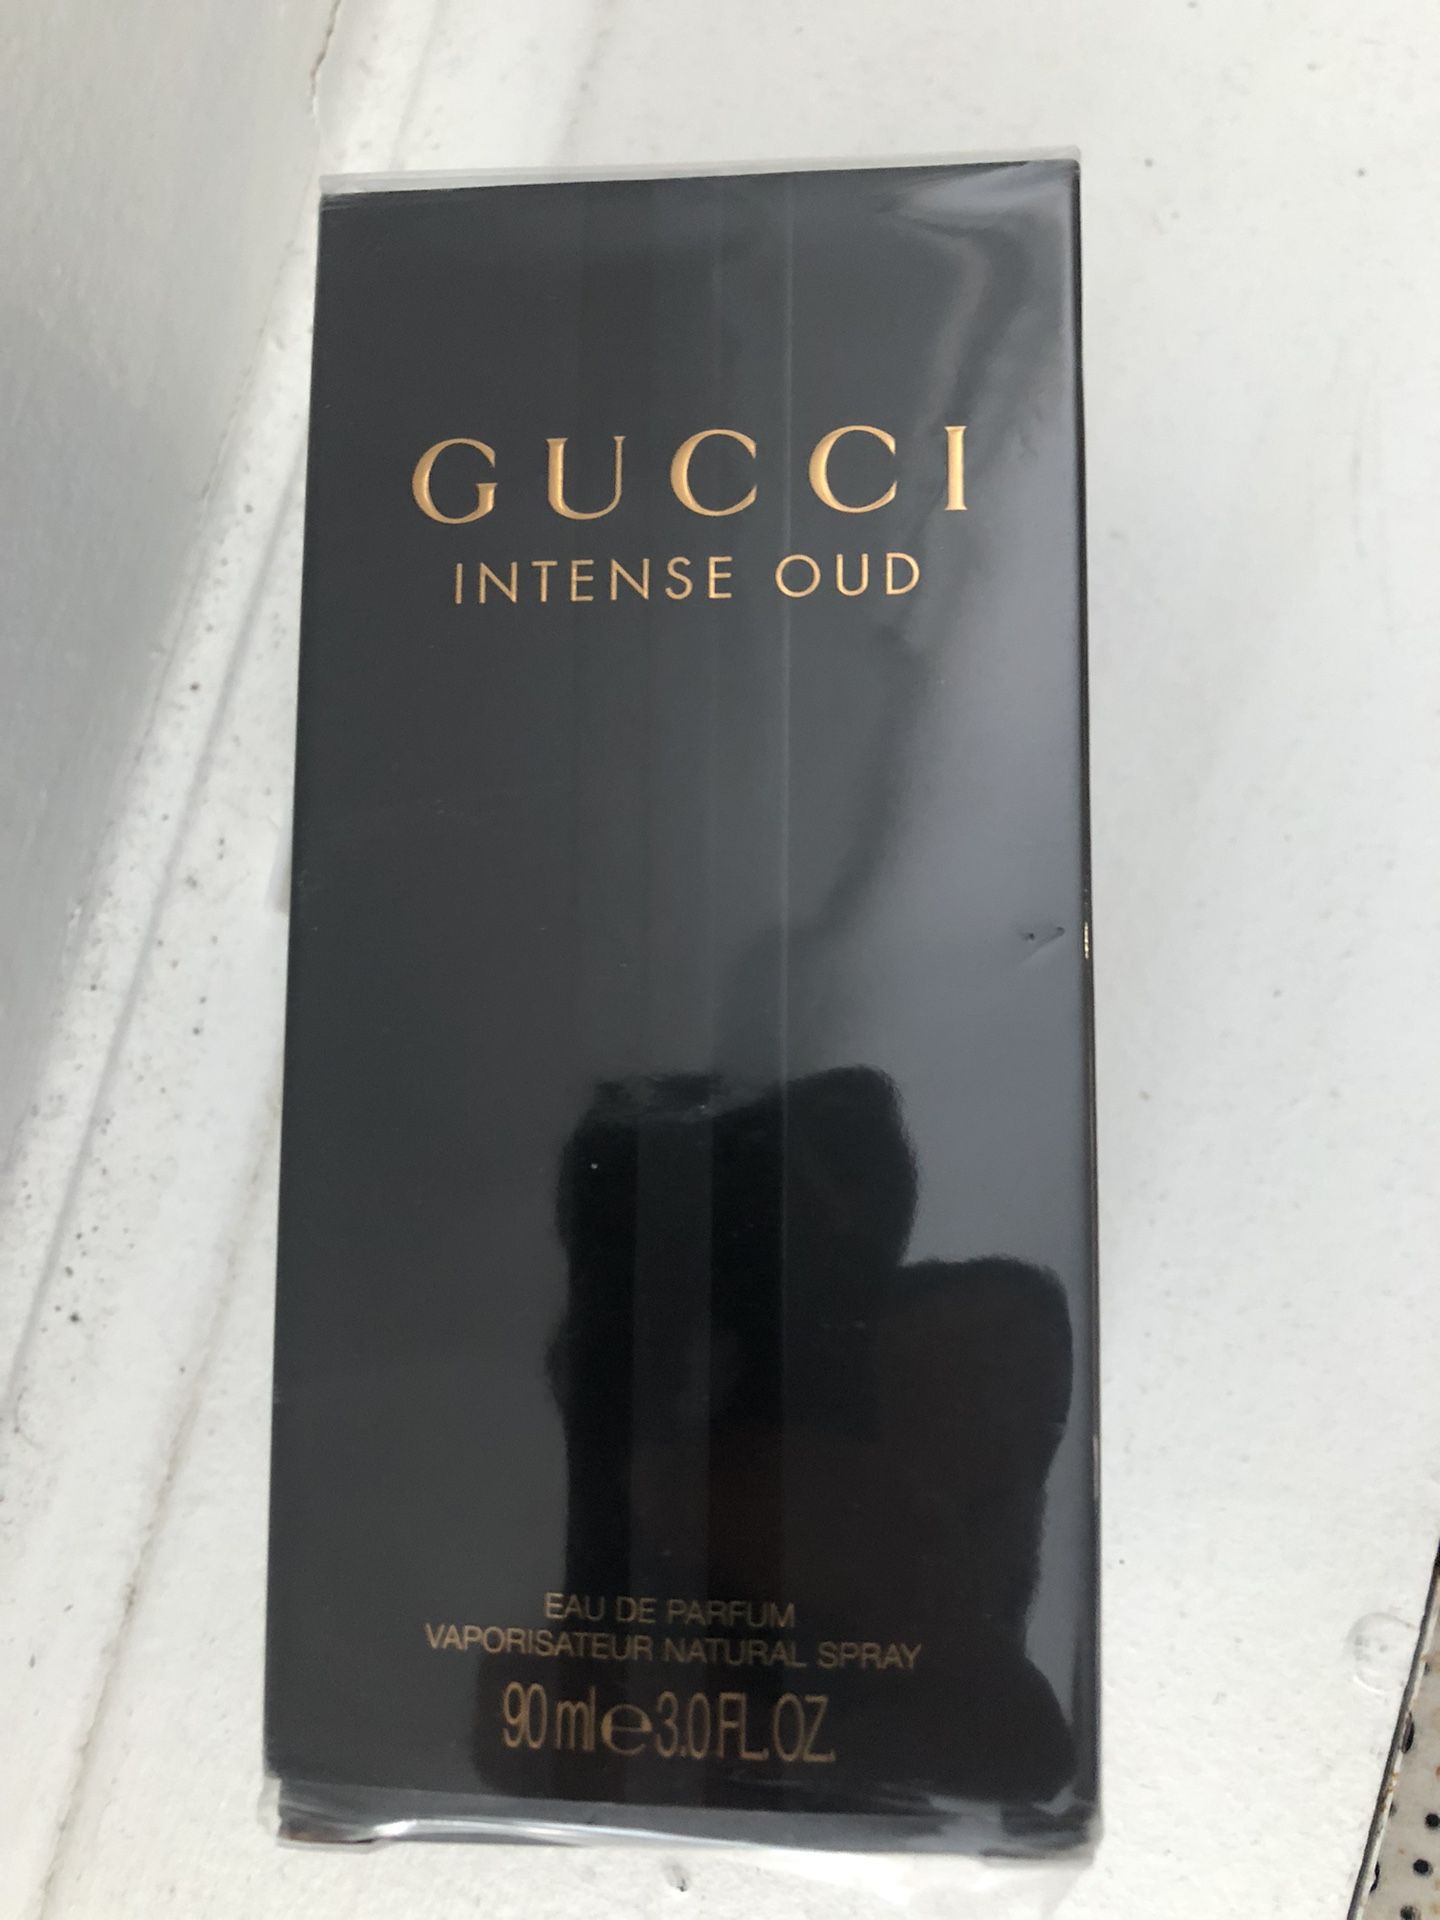 GUCCI
INTENSE OUD
EAU DE PARFUM
VAPORISATEUR NATURAL SPRAY
90 ml e 3.0 FL.OZ.